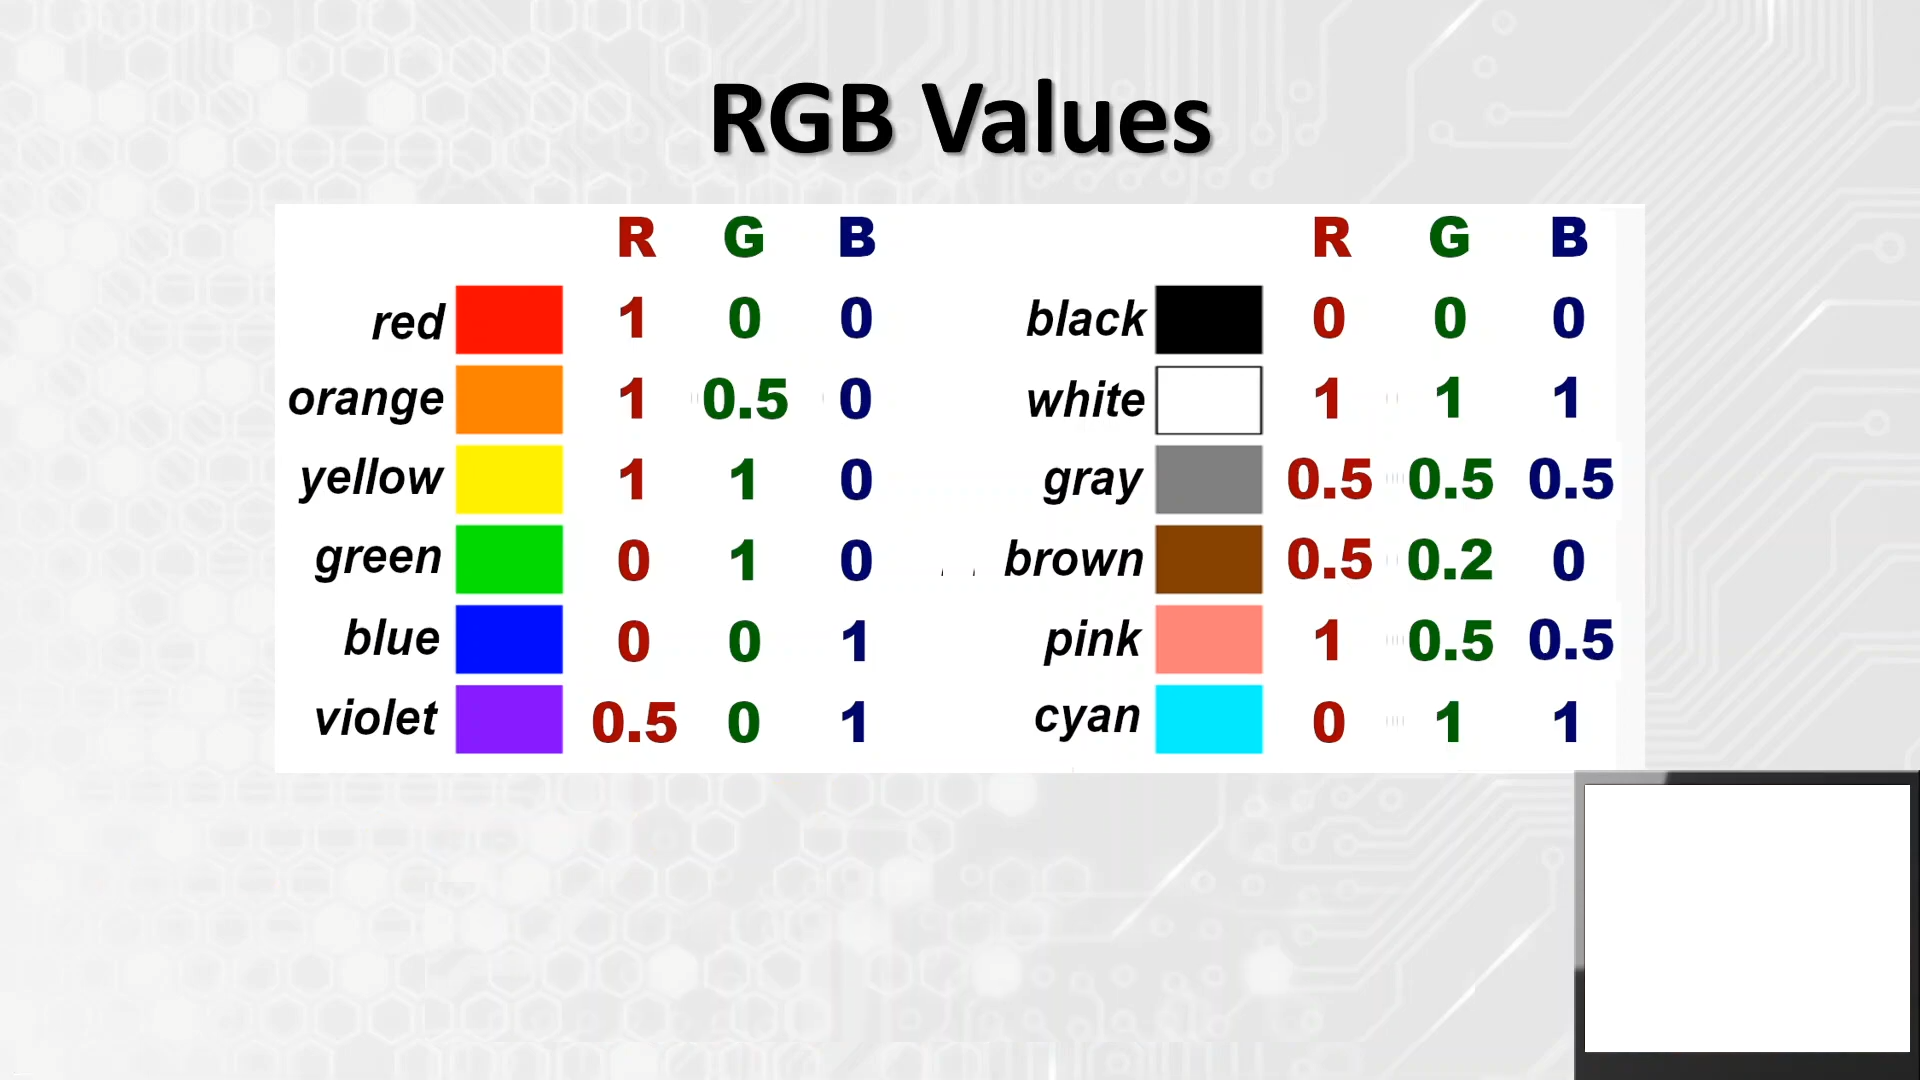 RGB Values
R G B
red 1 0 0
orange 1 0.5 0
yellow 1 1 0
green 0 1 0
blue 0 0 1
violet 0.5 0 1
R G B
black 0 0 0
white 1 1 1
gray 0.5 0.5 0.5
brown 0.5 0.2 0
pink 1 0.5 0.5
cyan 0 1 1